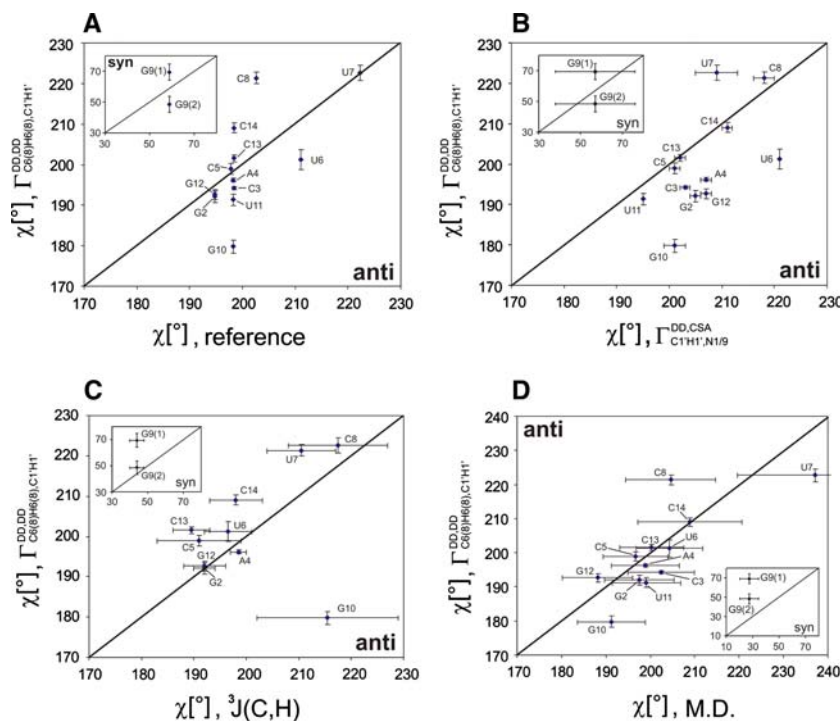 A
230
220
210
200
190
180
170
170 180 190 200 210 220 230
χ[°], Γ^DD,DD_C6(8)H6(8),C1'H1'
χ[°], reference
syn
70
50
30
30 50 70
G9(1)
G9(2)
C8
U7
C14
C13
C5
U6
A4
G12
C3
G2
U11
G10
anti
B
230
220
210
200
190
180
170
170 180 190 200 210 220 230
χ[°], Γ^DD,DD_C6(8)H6(8),C1'H1'
χ[°], Γ^DD,CSA_C1'H1',N1/9
70
50
30
30 50 70
G9(1)
G9(2)
syn
U7
C8
C14
C13
C5
U6
A4
C3
G12
G2
U11
G10
anti
C
230
220
210
200
190
180
170
170 180 190 200 210 220 230
χ[°], Γ^DD,DD_C6(8)H6(8),C1'H1'
χ[°], ³J(C,H)
70
50
30
30 50 70
G9(1)
G9(2)
syn
C8
U7
C14
C13
U6
C5
A4
G12
G2
G10
anti
D
anti
240
230
220
210
200
190
180
170
170 180 190 200 210 220 230 240
χ[°], Γ^DD,DD_C6(8)H6(8),C1'H1'
χ[°], M.D.
U7
C8
C14
C13
U6
C5
A4
G12
C3
G2
U11
G10
70
50
30
10
10 30 50 70
G9(1)
G9(2)
syn